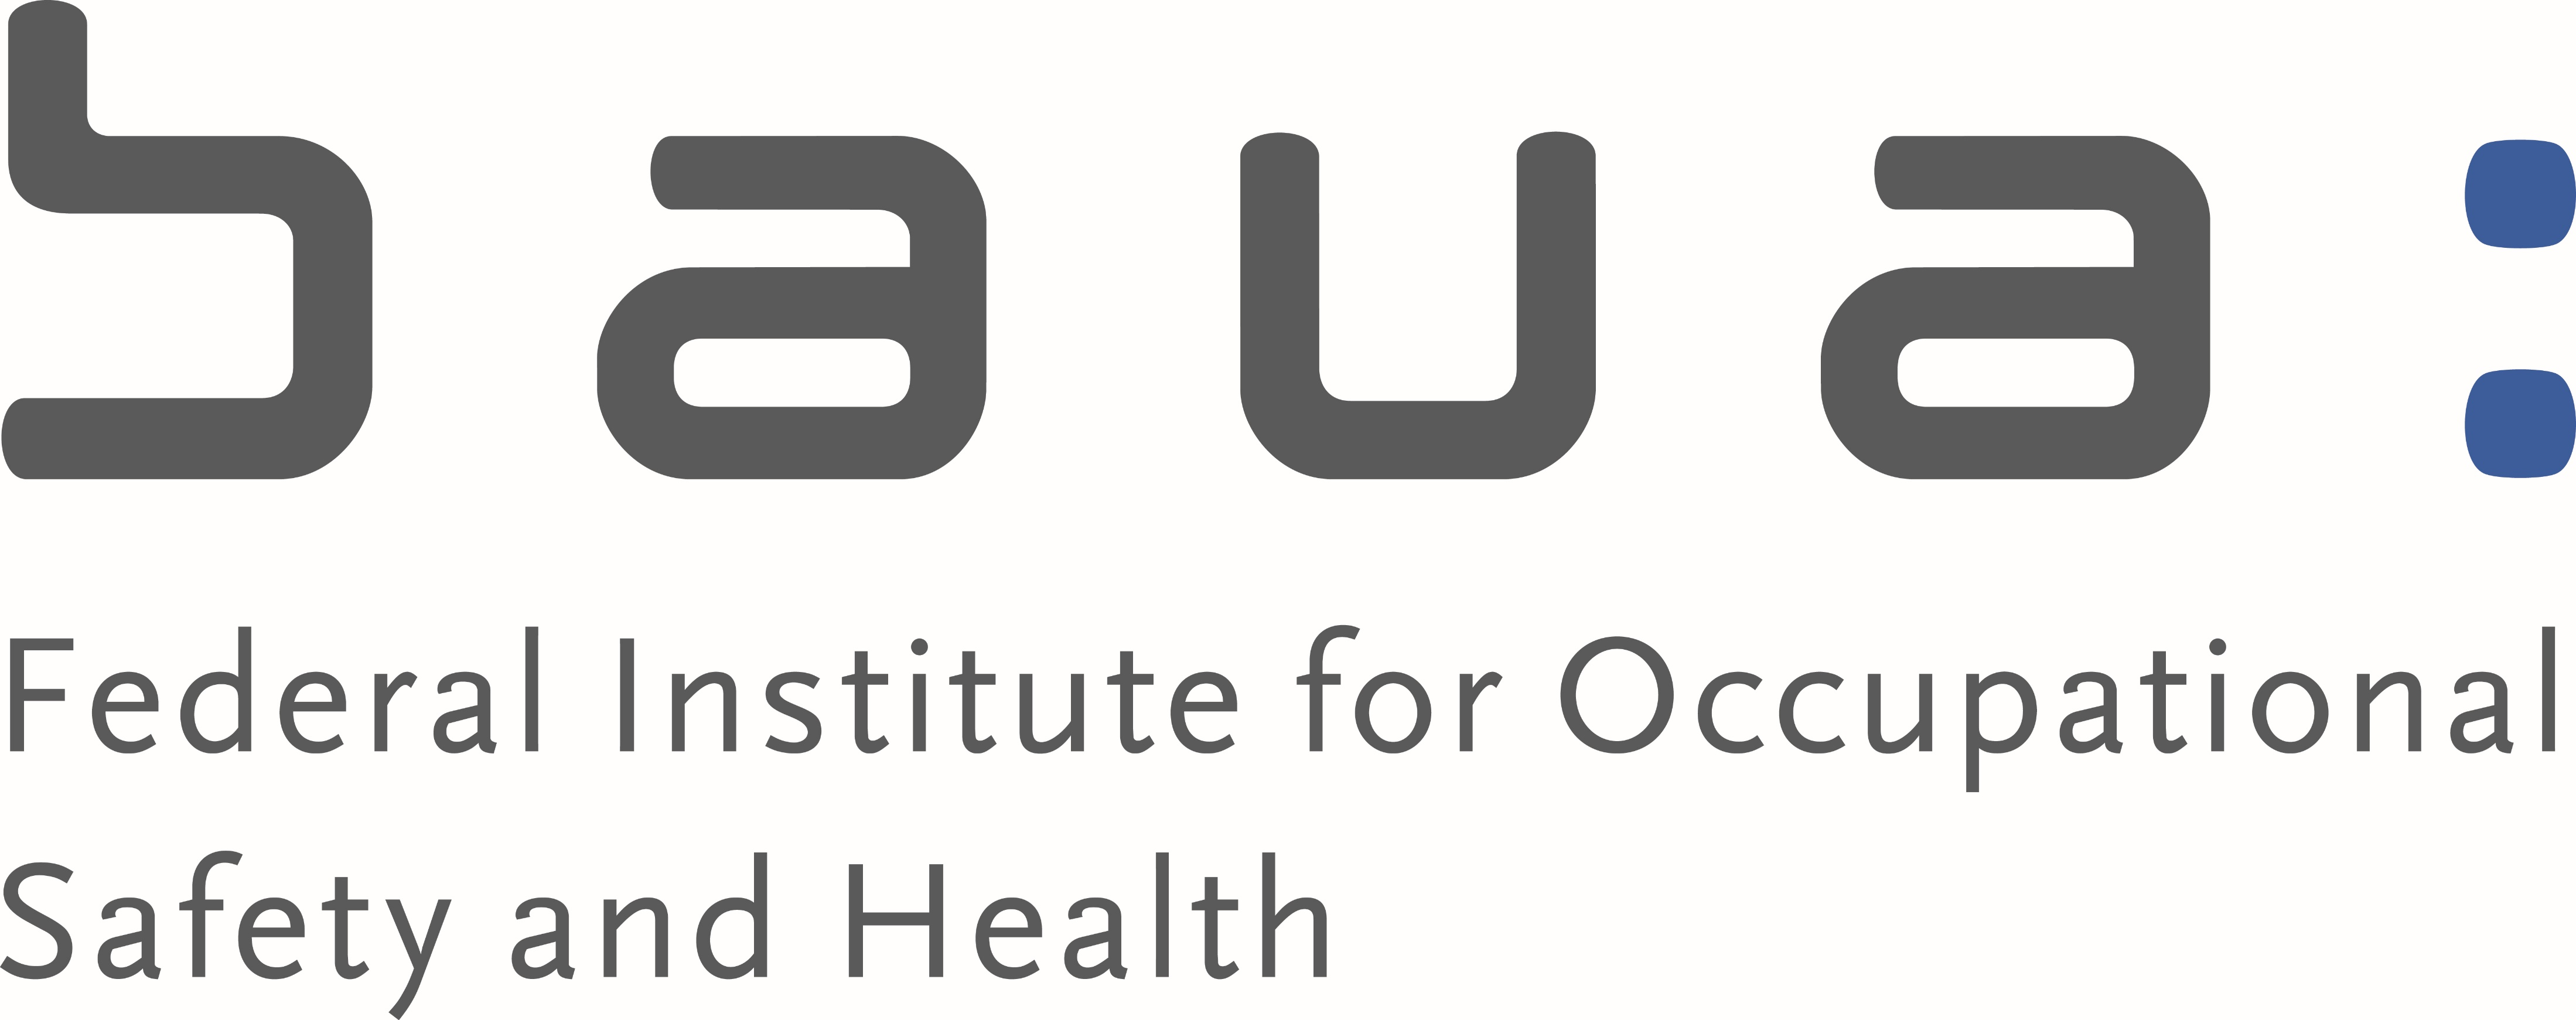 baua:
Federal Institute for Occupational
Safety and Health